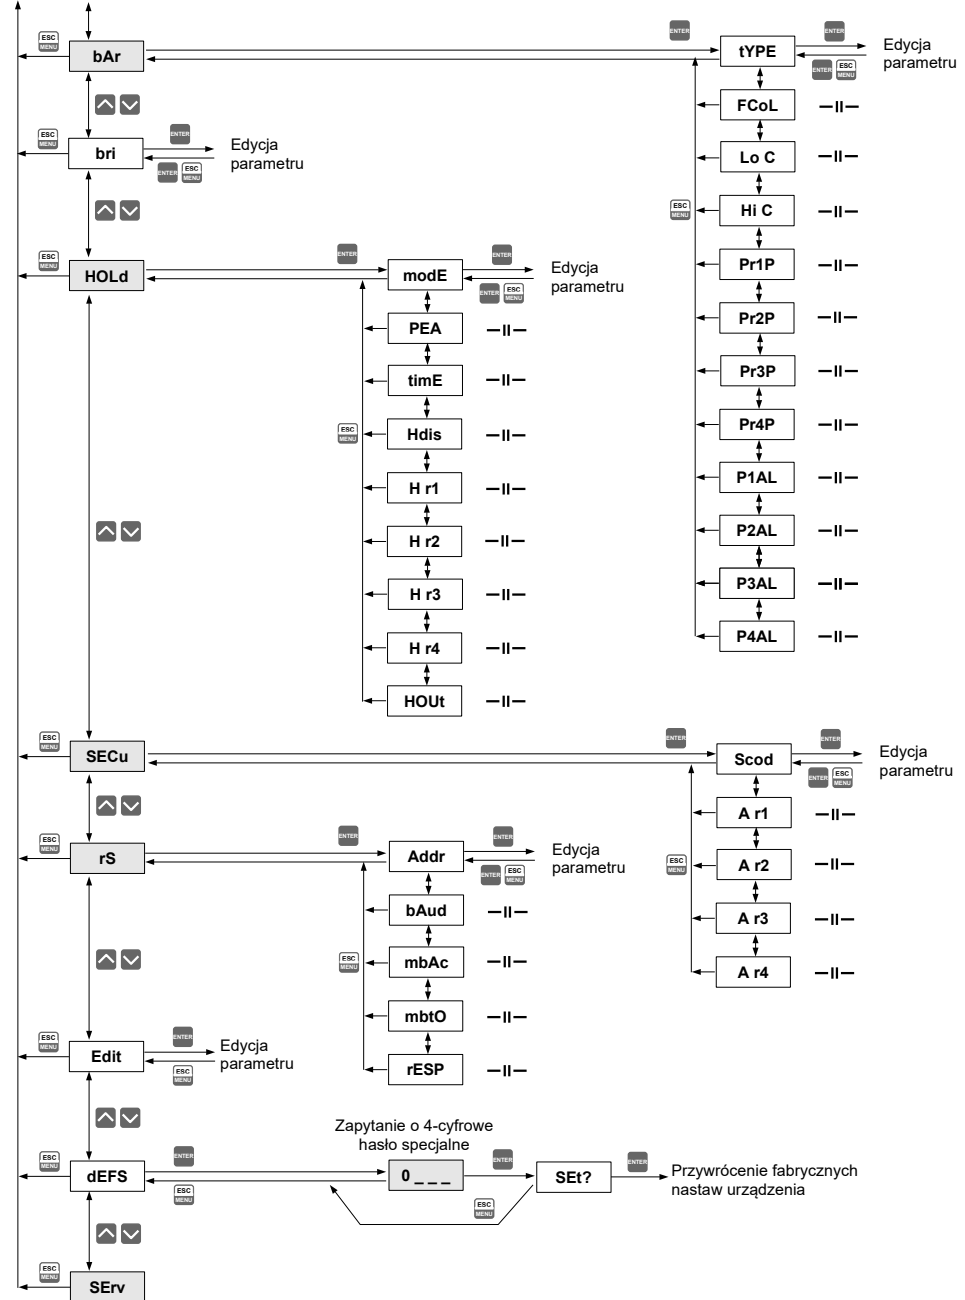 ESC
MENU
bAr
ENTER
tYPE
ENTER
ENTER
ESC
MENU
Edycja
parametru
FCoL
–II–
ESC
MENU
bri
ENTER
ENTER
ESC
MENU
Edycja
parametru
Lo C
–II–
ESC
MENU
Hi C
–II–
ESC
MENU
HOLd
ENTER
modE
ENTER
ENTER
ESC
MENU
Edycja
parametru
Pr1P
–II–
PEA
–II–
Pr2P
–II–
timE
–II–
Pr3P
–II–
ESC
MENU
Hdis
–II–
Pr4P
–II–
H r1
–II–
P1AL
–II–
H r2
–II–
P2AL
–II–
H r3
–II–
P3AL
–II–
H r4
–II–
P4AL
–II–
HOUt
–II–
ESC
MENU
SECu
ENTER
Scod
ENTER
ENTER
ESC
MENU
Edycja
parametru
A r1
–II–
ESC
MENU
rS
ENTER
Addr
ENTER
ENTER
ESC
MENU
Edycja
parametru
ESC
MENU
A r2
–II–
bAud
–II–
A r3
–II–
ESC
MENU
mbAc
–II–
A r4
–II–
mbtO
–II–
ESC
MENU
Edit
ENTER
ESC
MENU
Edycja
parametru
rESP
–II–
Zapytanie o 4-cyfrowe
hasło specjalne
ESC
MENU
dEFS
ENTER
ESC
MENU
0 _ _ _
ENTER
ESC
MENU
SEt?
ENTER
Przywrócenie fabrycznych
nastaw urządzenia
ESC
MENU
SErv